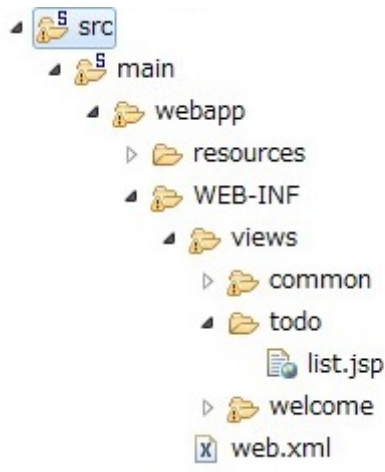 src
main
webapp
resources
WEB-INF
views
common
todo
list.jsp
welcome
web.xml